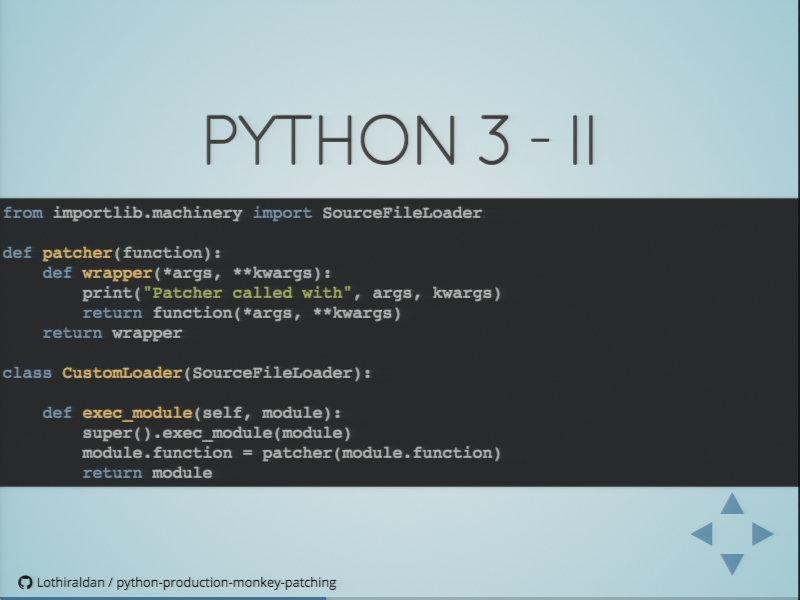 PYTHON 3 - II
from importlib.machinery import SourceFileLoader
def patcher(function):
    def wrapper(*args, **kwargs):
        print("Patcher called with", args, kwargs)
        return function(*args, **kwargs)
    return wrapper
class CustomLoader(SourceFileLoader):
    def exec_module(self, module):
        super().exec_module(module)
        module.function = patcher(module.function)
        return module
Lothiraldan / python-production-monkey-patching